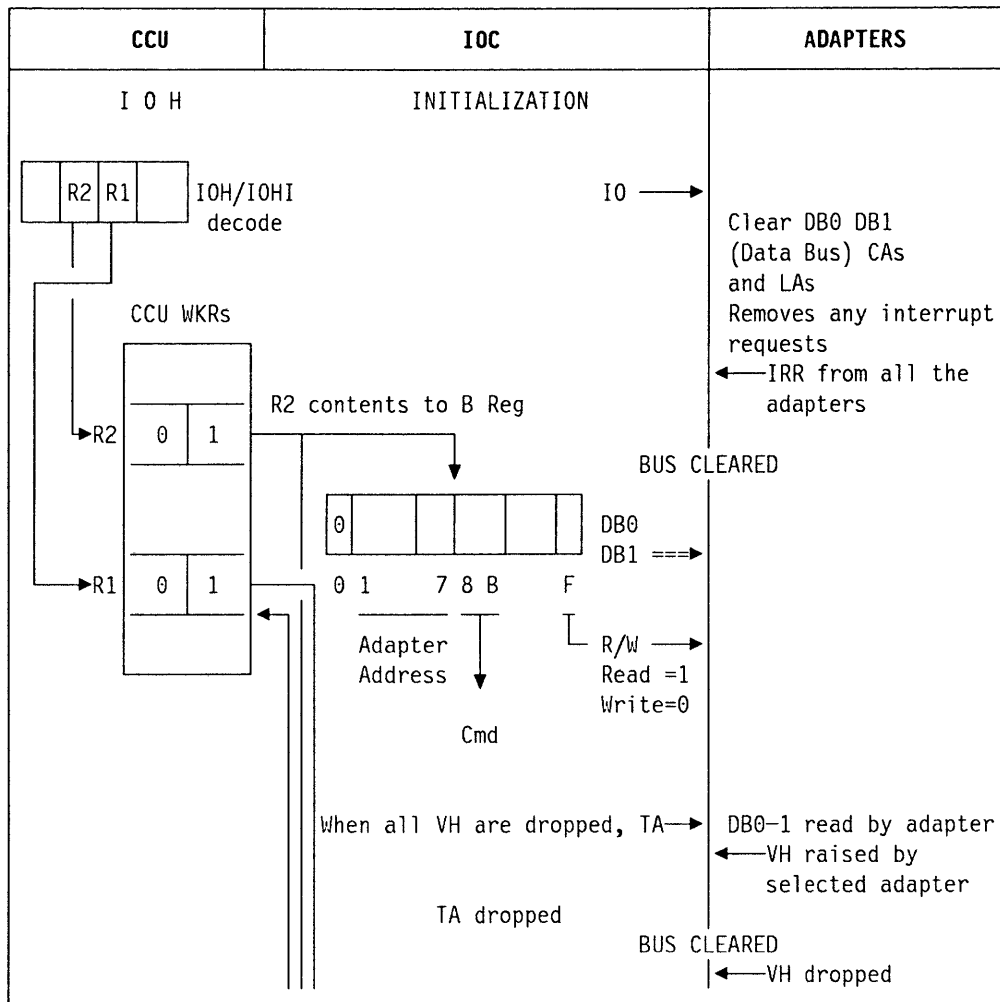 CCU IOC ADAPTERS
I O H INITIALIZATION
R2 R1 IOH/IOHI
decode
IO
Clear DB0 DB1
(Data Bus) CAs
and LAs
Removes any interrupt
requests
IRR from all the
adapters
CCU WKRs
R2 contents to B Reg
R2 0 1
BUS CLEARED
0 DB0
DB1 ===
R1 0 1
0 1 7 8 B F
Adapter
Address
R/W
Read =1
Write=0
Cmd
When all VH are dropped, TA
DB0-1 read by adapter
VH raised by
selected adapter
TA dropped
BUS CLEARED
VH dropped